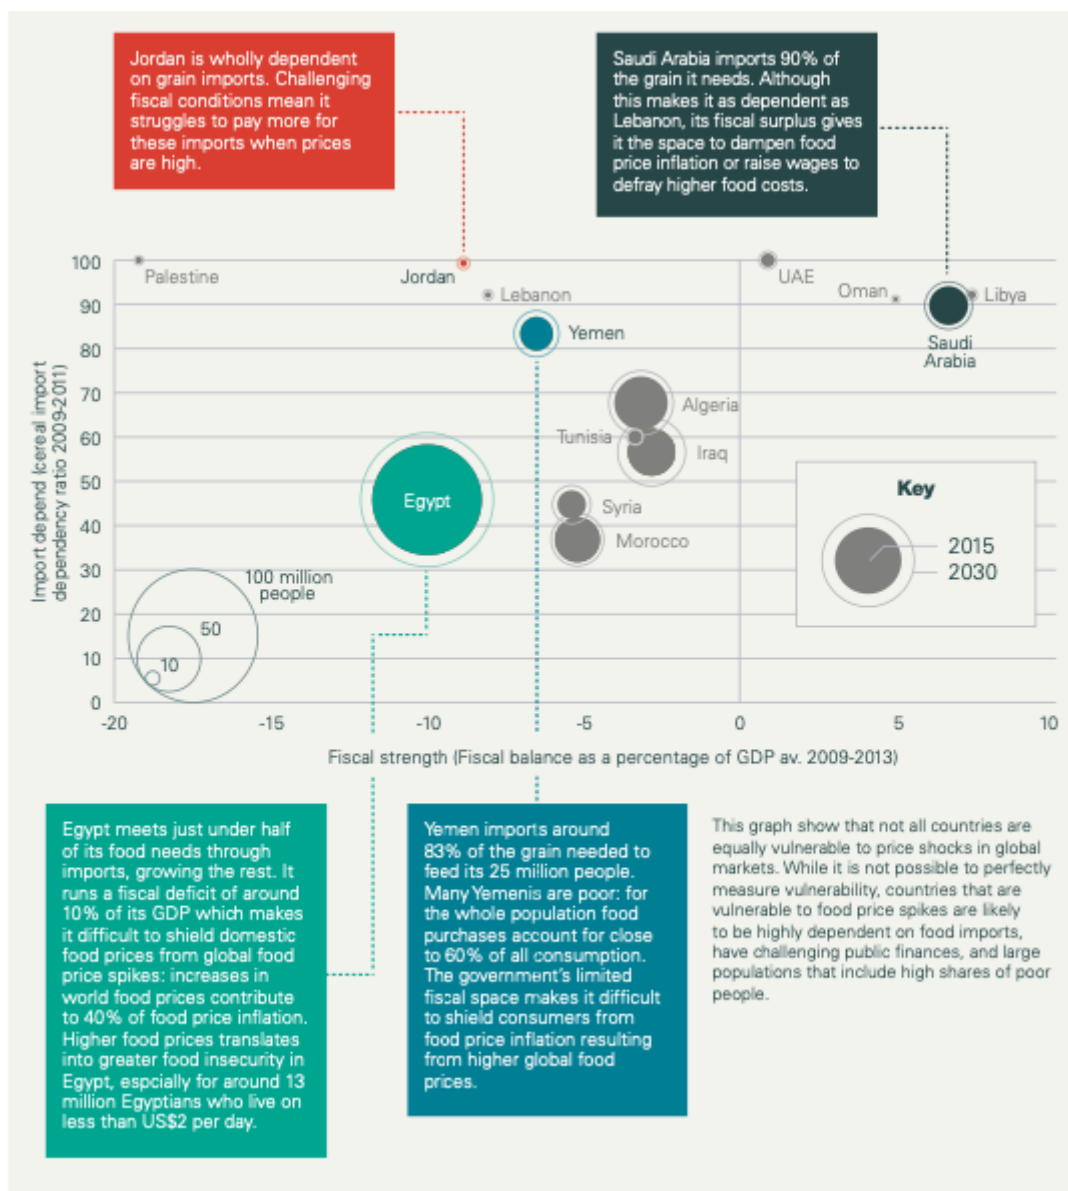 Jordan is wholly dependent
on grain imports. Challenging
fiscal conditions mean it
struggles to pay more for
these imports when prices
are high.
Saudi Arabia imports 90% of
the grain it needs. Although
this makes it as dependent as
Lebanon, its fiscal surplus gives
it the space to dampen food
price inflation or raise wages to
defray higher food costs.
Import depend (cereal import
dependency ratio 2009-2011)
100
90
80
70
60
50
40
30
20
10
0
Palestine
Jordan
Lebanon
Yemen
UAE
Oman
Libya
Saudi
Arabia
Algeria
Tunisia
Iraq
Egypt
Syria
Morocco
Key
2015
2030
100 million
people
50
10
-20
-15
-10
-5
0
5
10
Fiscal strength (Fiscal balance as a percentage of GDP av. 2009-2013)
Egypt meets just under half
of its food needs through
imports, growing the rest. It
runs a fiscal deficit of around
10% of its GDP which makes
it difficult to shield domestic
food prices from global food
price spikes: increases in
world food prices contribute
to 40% of food price inflation.
Higher food prices translates
into greater food insecurity in
Egypt, espcially for around 13
million Egyptians who live on
less than US$2 per day.
Yemen imports around
83% of the grain needed to
feed its 25 million people.
Many Yemenis are poor: for
the whole population food
purchases account for close
to 60% of all consumption.
The government's limited
fiscal space makes it difficult
to shield consumers from
food price inflation resulting
from higher global food
prices.
This graph show that not all countries are
equally vulnerable to price shocks in global
markets. While it is not possible to perfectly
measure vulnerability, countries that are
vulnerable to food price spikes are likely
to be highly dependent on food imports,
have challenging public finances, and large
populations that include high shares of poor
people.